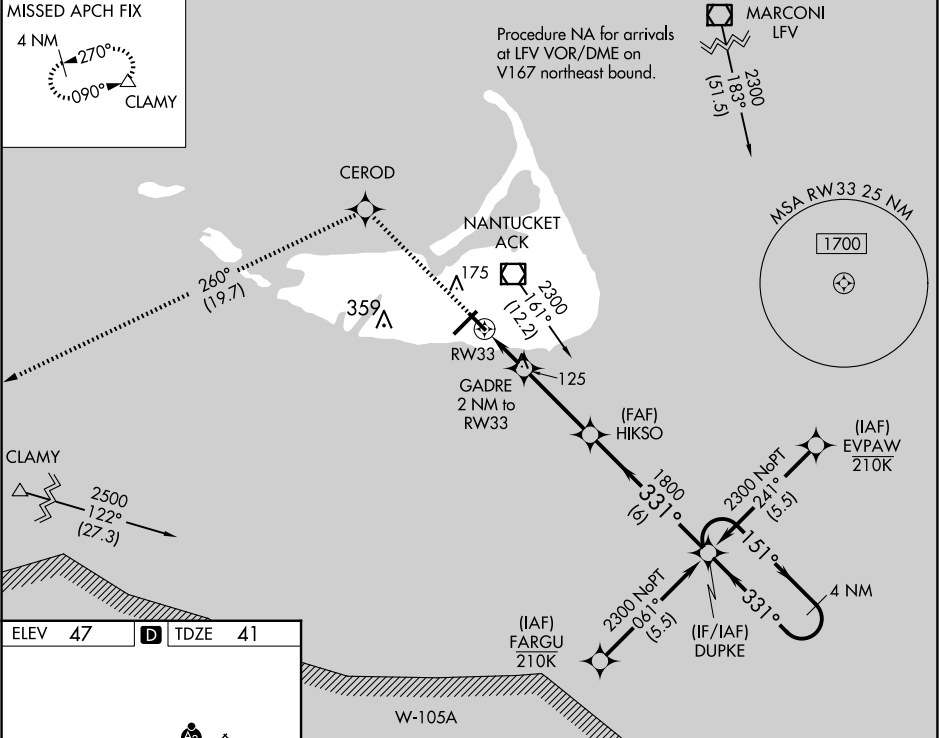 MISSED APCH FIX
4 NM
270°
090°
CLAMY
Procedure NA for arrivals
at LFV VOR/DME on
V167 northeast bound.
MARCONI
LFV
2300
183°
(51.5)
MSA RW33 25 NM
1700
CEROD
NANTUCKET
ACK
175
2300
161°
(12.2)
260°
(19.7)
359
RW33
GADRE
2 NM to
RW33
125
(FAF)
HIKSO
(IAF)
EVPAW
210K
2300 NoPT
241°
(5.5)
1800
331°
(6)
CLAMY
2500
122°
(27.3)
151°
4 NM
331°
2300 NoPT
061°
(5.5)
(IF/IAF)
DUPKE
(IAF)
FARGU
210K
ELEV 47
D
TDZE 41
W-105A